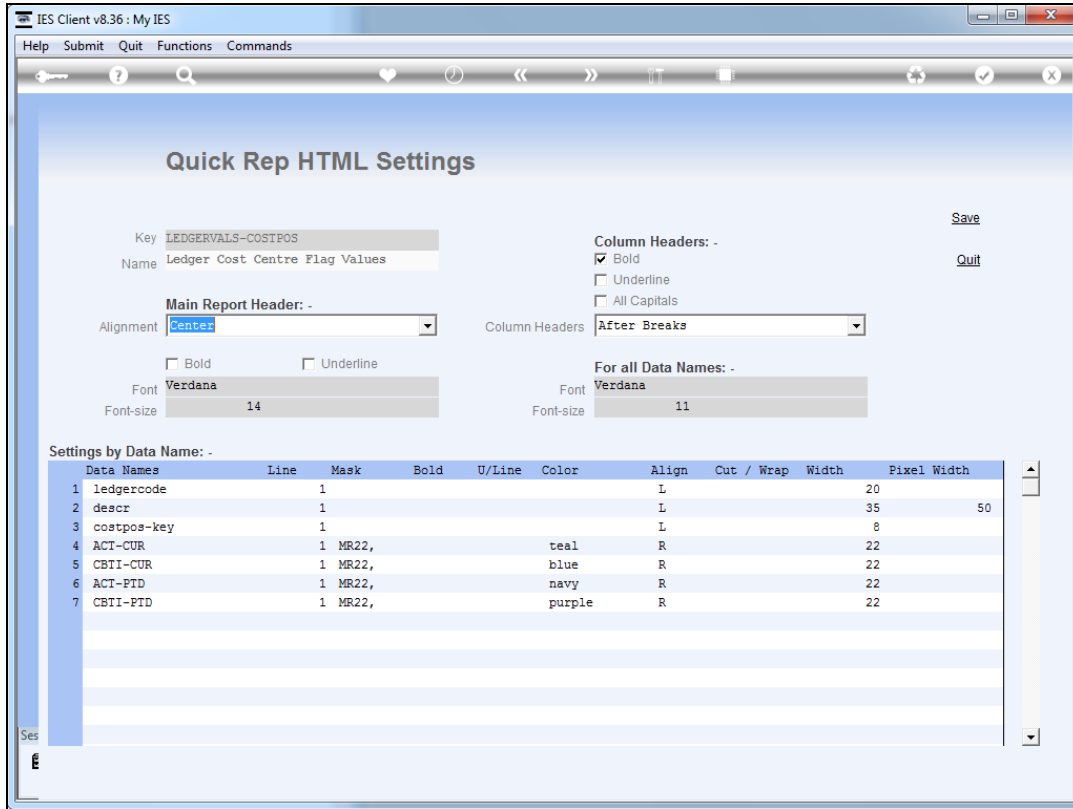 IES Client v8.36 : My IES
Help Submit Quit Functions Commands
Quick Rep HTML Settings
Save
Key LEDGERVALS-COSTPOS
Column Headers: -
Name Ledger Cost Centre Flag Values
Bold
Quit
Underline
Main Report Header: -
All Capitals
Alignment Center
Column Headers After Breaks
Bold Underline
For all Data Names: -
Font Verdana
Font Verdana
Font-size 14
Font-size 11
Settings by Data Name: -
Data Names Line Mask Bold U/Line Color Align Cut / Wrap Width Pixel Width
1 ledgercode 1 L 20
2 descr 1 L 35 50
3 costpos-key 1 L 8
4 ACT-CUR 1 MR22, teal R 22
5 CBTI-CUR 1 MR22, blue R 22
6 ACT-PTD 1 MR22, navy R 22
7 CBTI-PTD 1 MR22, purple R 22
Ses